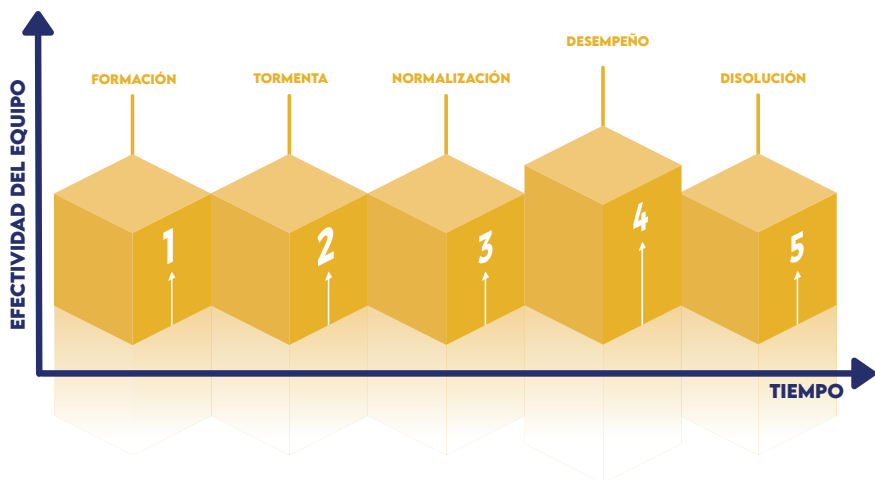 EFECTIVIDAD DEL EQUIPO
FORMACIÓN
TORMENTA
NORMALIZACIÓN
DESEMPEÑO
DISOLUCIÓN
1
2
3
4
5
TIEMPO